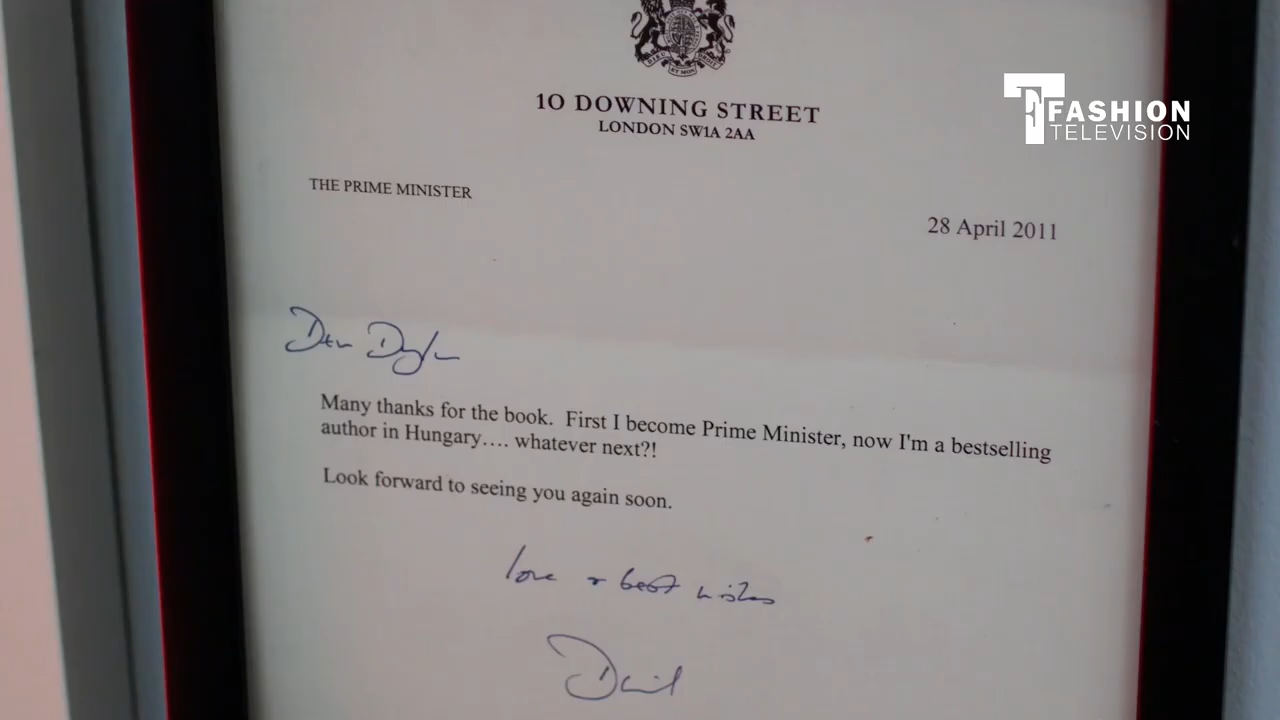 10 DOWNING STREET
LONDON SW1A 2AA
FASHION
TELEVISION
THE PRIME MINISTER
28 April 2011
Dear
Many thanks for the book. First I become Prime Minister, now I'm a bestselling
author in Hungary.... whatever next?!
Look forward to seeing you again soon.
love & best wishes
David